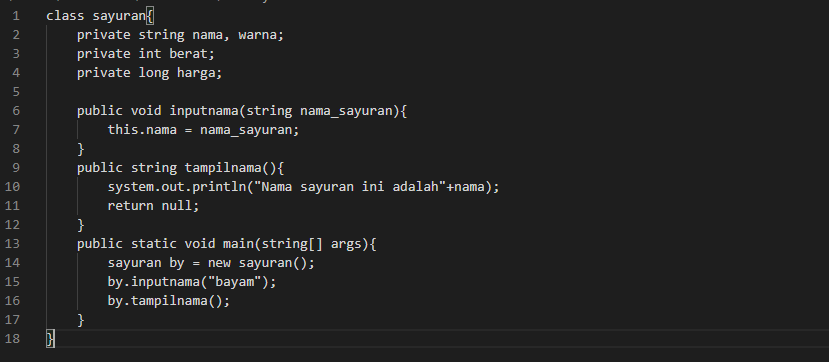 1 class sayuran{
2     private string nama, warna;
3     private int berat;
4     private long harga;
5
6     public void inputnama(string nama_sayuran){
7         this.nama = nama_sayuran;
8     }
9     public string tampilnama(){
10         system.out.println("Nama sayuran ini adalah"+nama);
11         return null;
12     }
13     public static void main(string[] args){
14         sayuran by = new sayuran();
15         by.inputnama("bayam");
16         by.tampilnama();
17     }
18 }